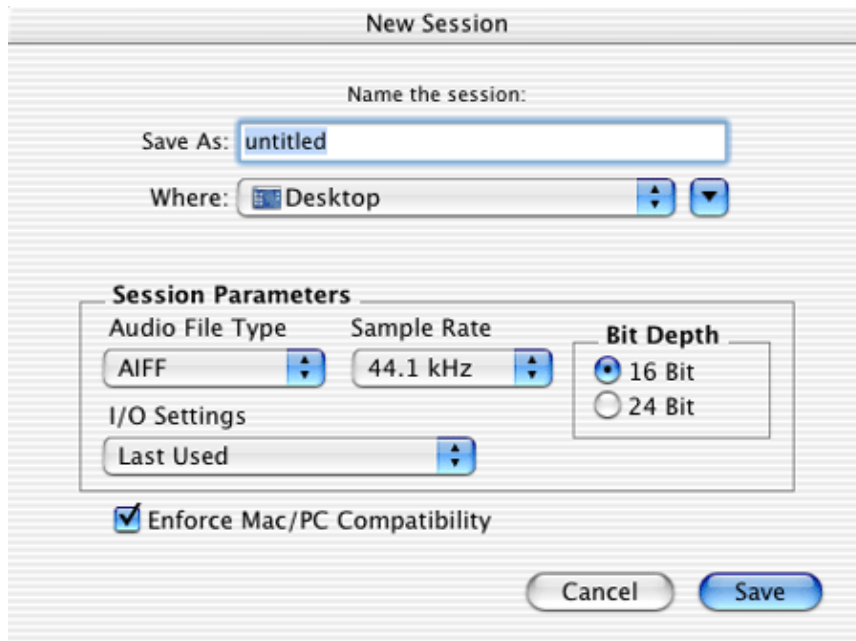 New Session
Name the session:
Save As: untitled
Where: Desktop
Session Parameters
Audio File Type Sample Rate Bit Depth
AIFF 44.1 kHz 16 Bit
24 Bit
I/O Settings
Last Used
Enforce Mac/PC Compatibility
Cancel Save